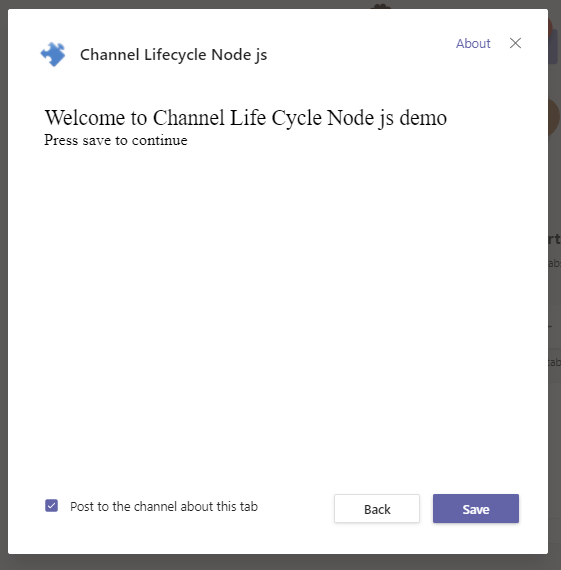 Channel Lifecycle Node js
About
Welcome to Channel Life Cycle Node js demo
Press save to continue
Post to the channel about this tab
Back
Save